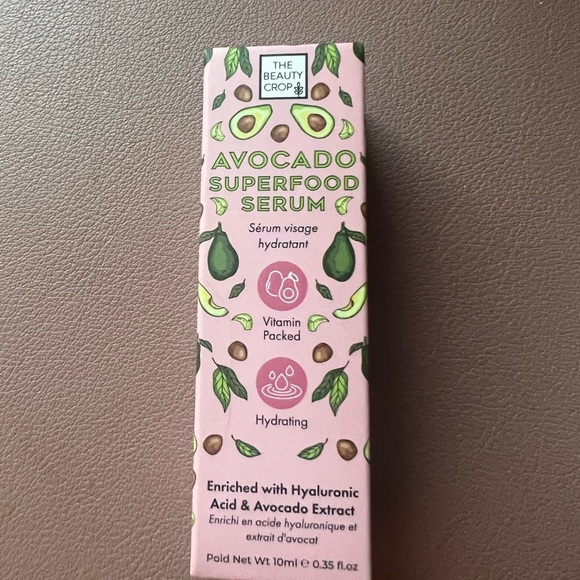 THE
BEAUTY
CROP
AVOCADO
SUPERFOOD
SERUM
Sérum visage
hydratant
Vitamin
Packed
Hydrating
Enriched with Hyaluronic
Acid & Avocado Extract
Enrichi en acide hyaluronique et
extrait d'avocat
Poid Net Wt 10ml ℮ 0.35 fl.oz